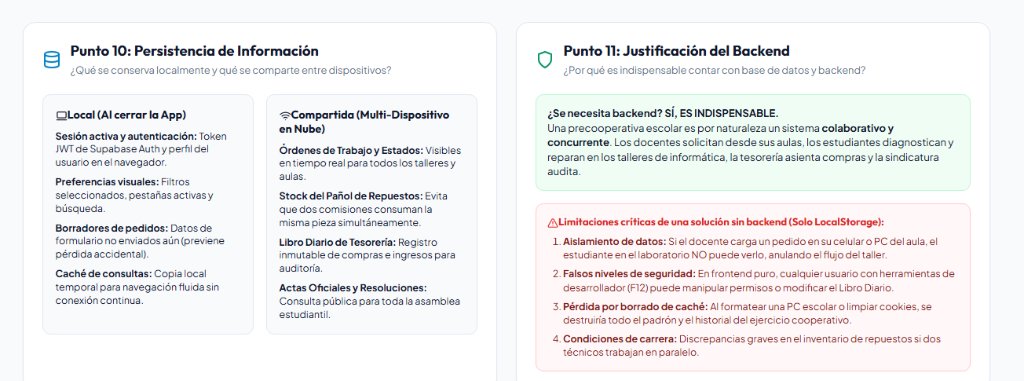 Punto 10: Persistencia de Información
¿Qué se conserva localmente y qué se comparte entre dispositivos?
Local (Al cerrar la App)
Sesión activa y autenticación: Token
JWT de Supabase Auth y perfil del
usuario en el navegador.
Preferencias visuales: Filtros
seleccionados, pestañas activas y
búsqueda.
Borradores de pedidos: Datos de
formulario no enviados aún (previene
pérdida accidental).
Caché de consultas: Copia local
temporal para navegación fluida sin
conexión continua.
Compartida (Multi-Dispositivo
en Nube)
Órdenes de Trabajo y Estados: Visibles
en tiempo real para todos los talleres y
aulas.
Stock del Pañol de Repuestos: Evita
que dos comisiones consuman la
misma pieza simultáneamente.
Libro Diario de Tesorería: Registro
inmutable de compras e ingresos para
auditoría.
Actas Oficiales y Resoluciones:
Consulta pública para toda la asamblea
estudiantil.
Punto 11: Justificación del Backend
¿Por qué es indispensable contar con base de datos y backend?
¿Se necesita backend? SÍ, ES INDISPENSABLE.
Una precooperativa escolar es por naturaleza un sistema colaborativo y
concurrente. Los docentes solicitan desde sus aulas, los estudiantes diagnostican y
reparan en los talleres de informática, la tesorería asienta compras y la sindicatura
audita.
Limitaciones críticas de una solución sin backend (Solo LocalStorage):
1. Aislamiento de datos: Si el docente carga un pedido en su celular o PC del aula, el
estudiante en el laboratorio NO puede verlo, anulando el flujo del taller.
2. Falsos niveles de seguridad: En frontend puro, cualquier usuario con herramientas de
desarrollador (F12) puede manipular permisos o modificar el Libro Diario.
3. Pérdida por borrado de caché: Al formatear una PC escolar o limpiar cookies, se
destruiría todo el padrón y el historial del ejercicio cooperativo.
4. Condiciones de carrera: Discrepancias graves en el inventario de repuestos si dos
técnicos trabajan en paralelo.